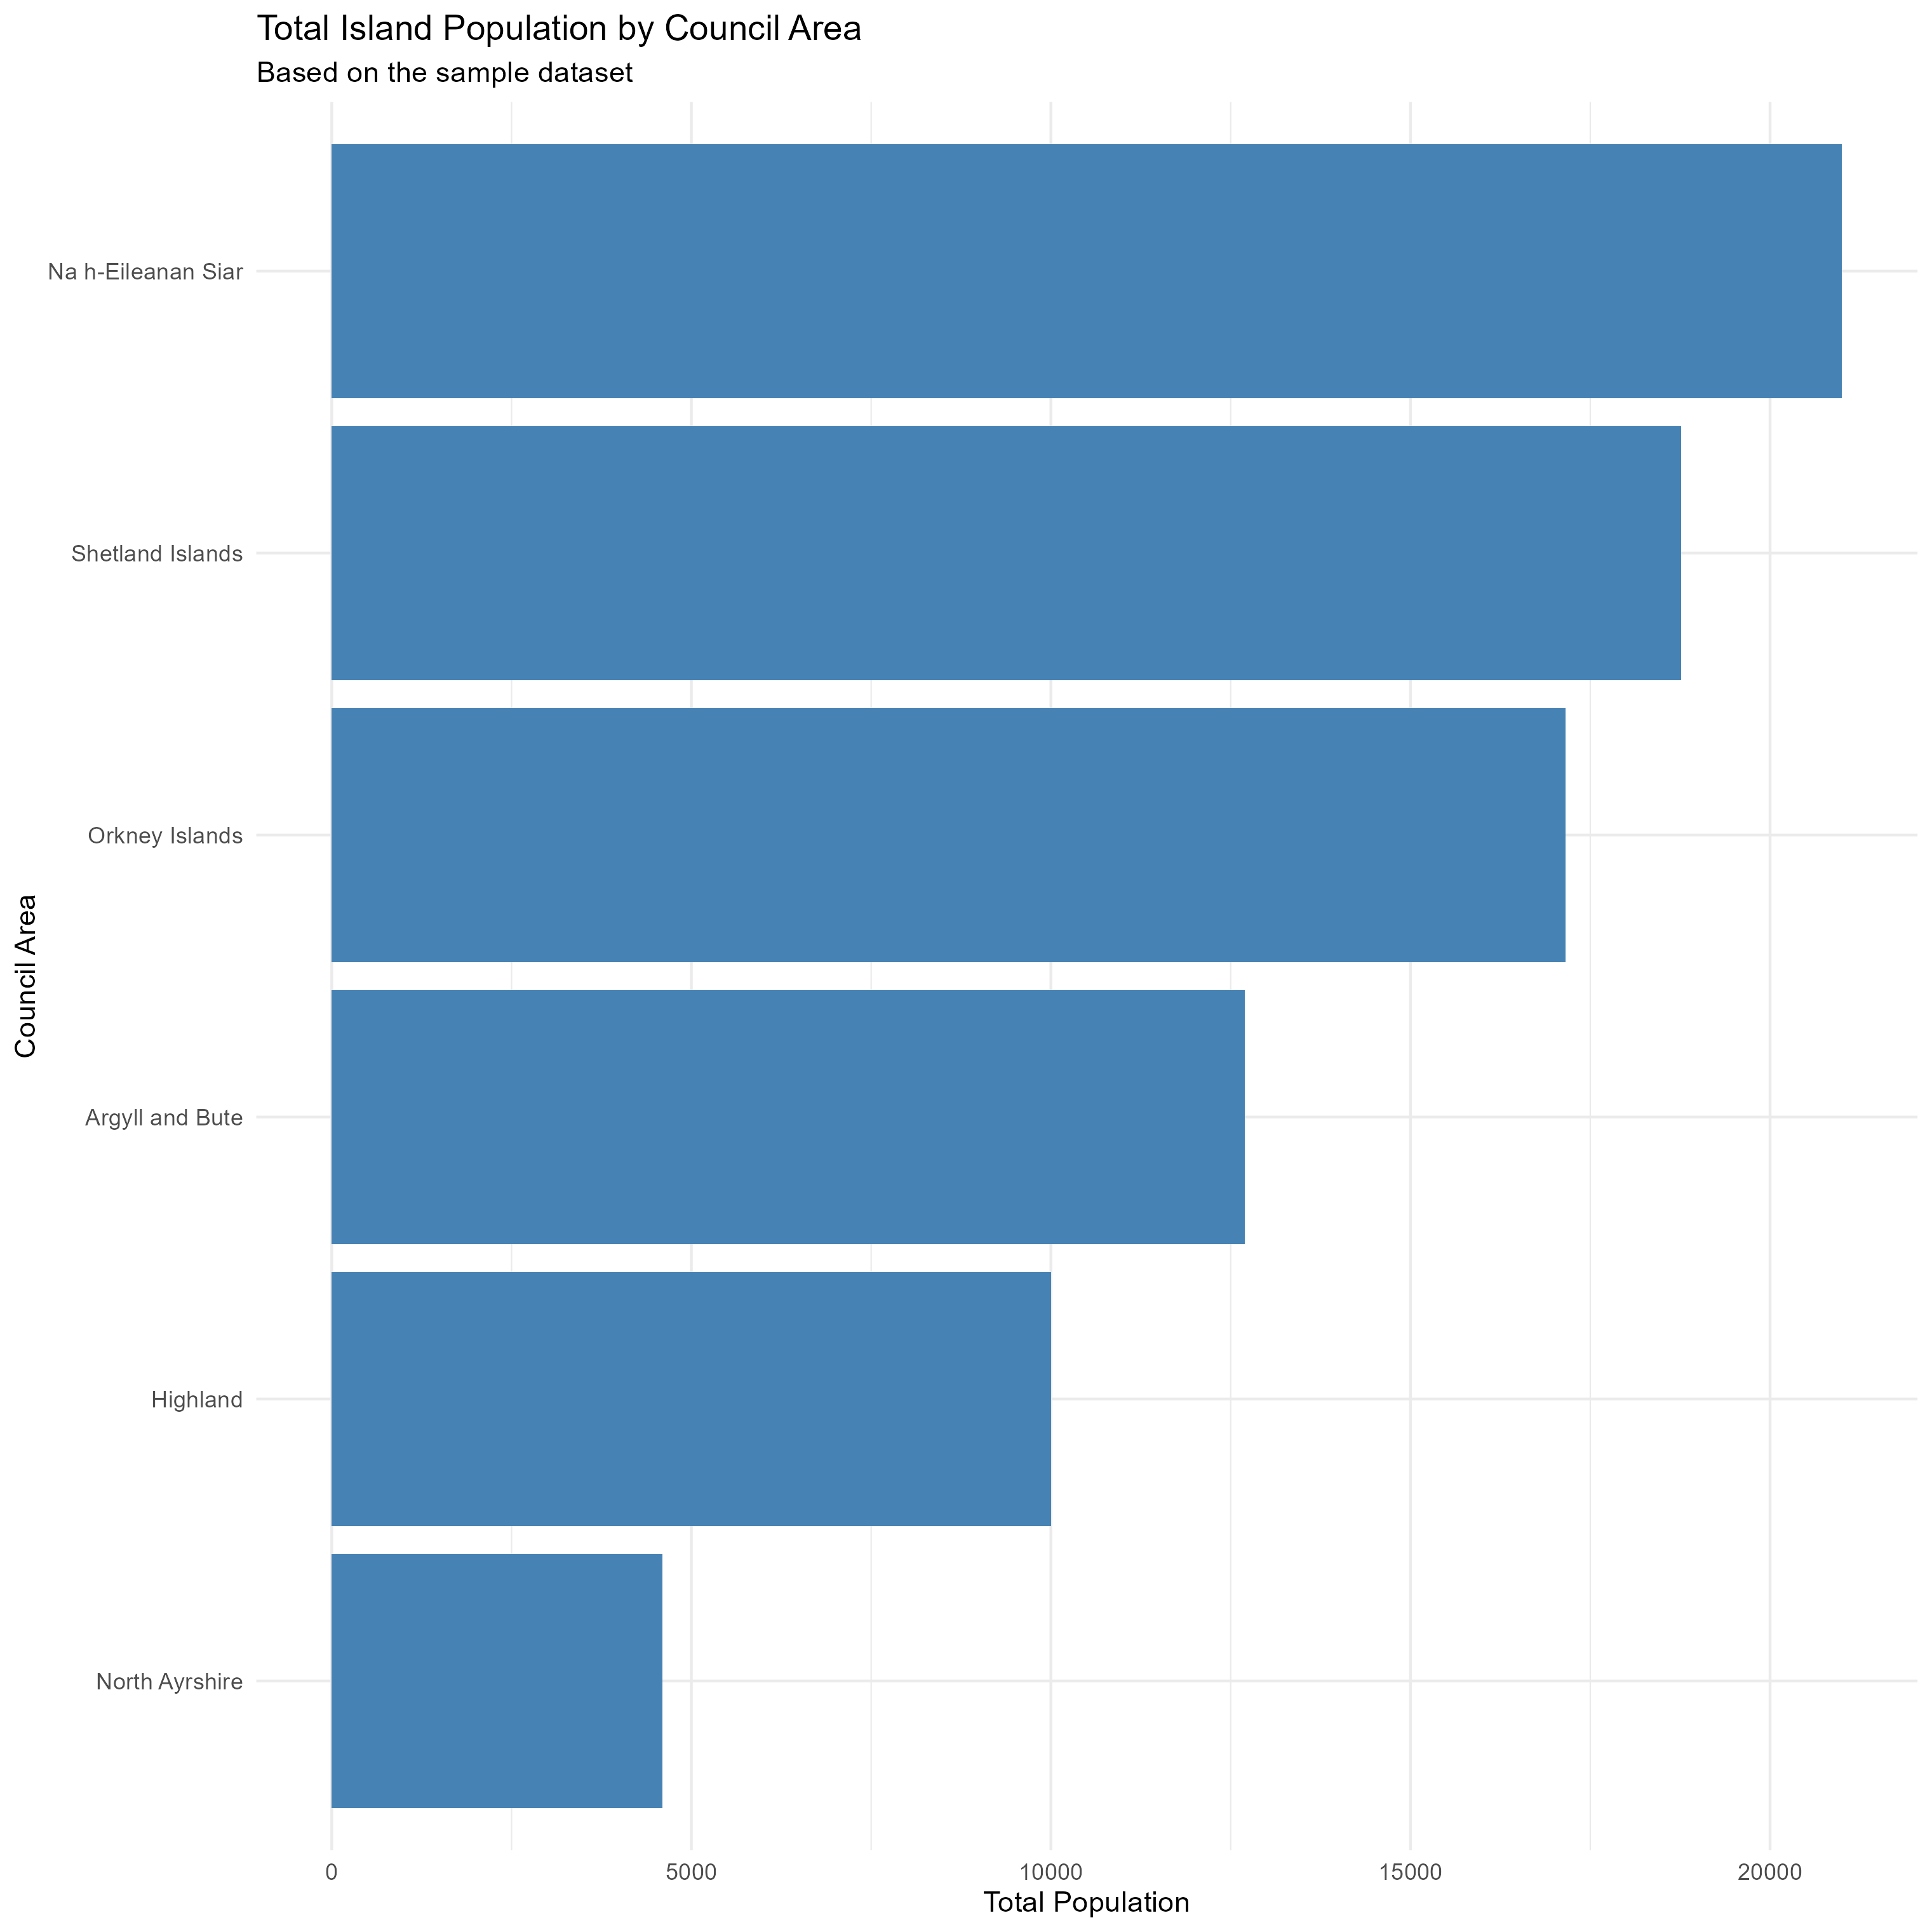 Total Island Population by Council Area
Based on the sample dataset
Council Area
Na h-Eileanan Siar
Shetland Islands
Orkney Islands
Argyll and Bute
Highland
North Ayrshire
0 5000 10000 15000 20000
Total Population